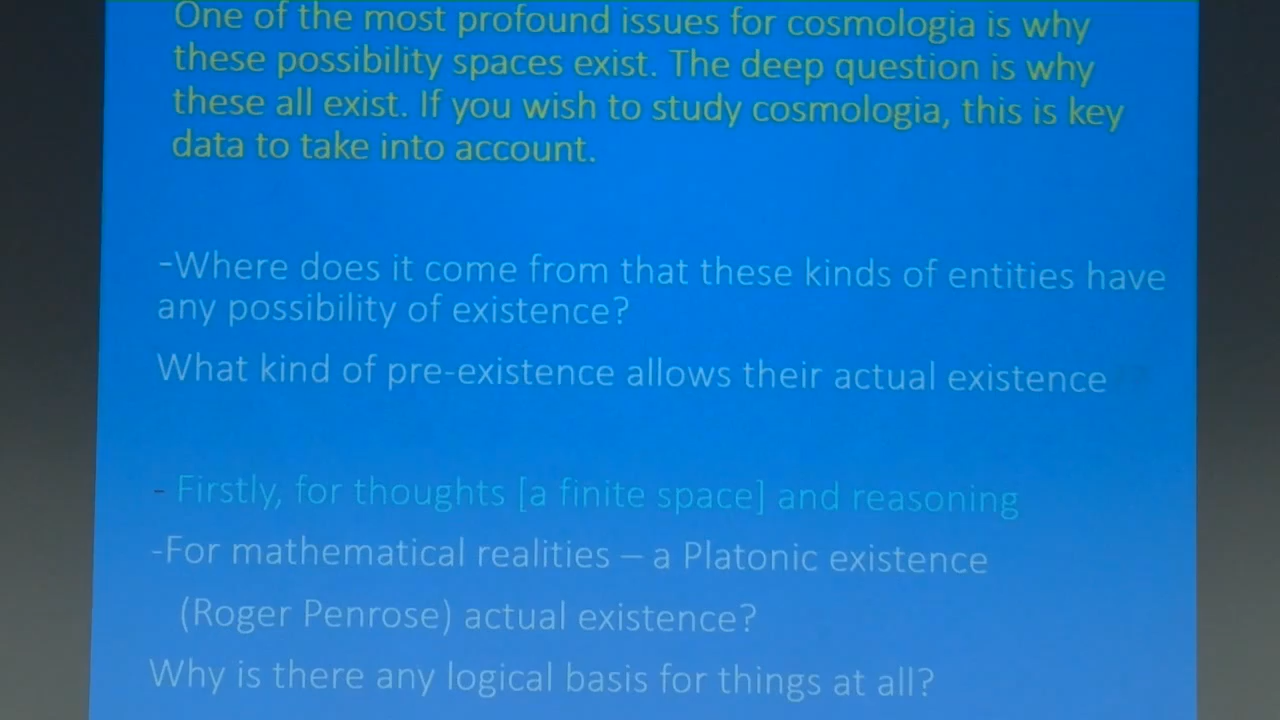 One of the most profound issues for cosmologia is why
these possibility spaces exist. The deep question is why
these all exist. If you wish to study cosmologia, this is key
data to take into account.
-Where does it come from that these kinds of entities have
any possibility of existence?
What kind of pre-existence allows their actual existence
- Firstly, for thoughts [a finite space] and reasoning
-For mathematical realities – a Platonic existence
(Roger Penrose) actual existence?
Why is there any logical basis for things at all?